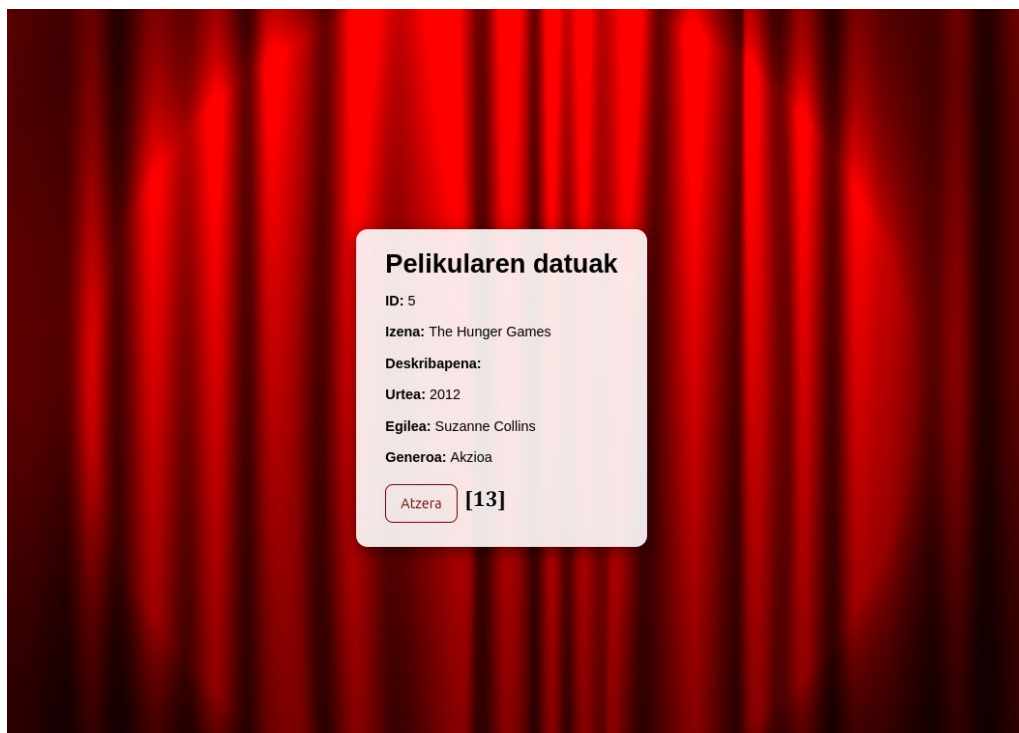 Pelikularen datuak
ID: 5
Izena: The Hunger Games
Deskribapena:
Urtea: 2012
Egilea: Suzanne Collins
Generoa: Akzioa
Atzera [13]